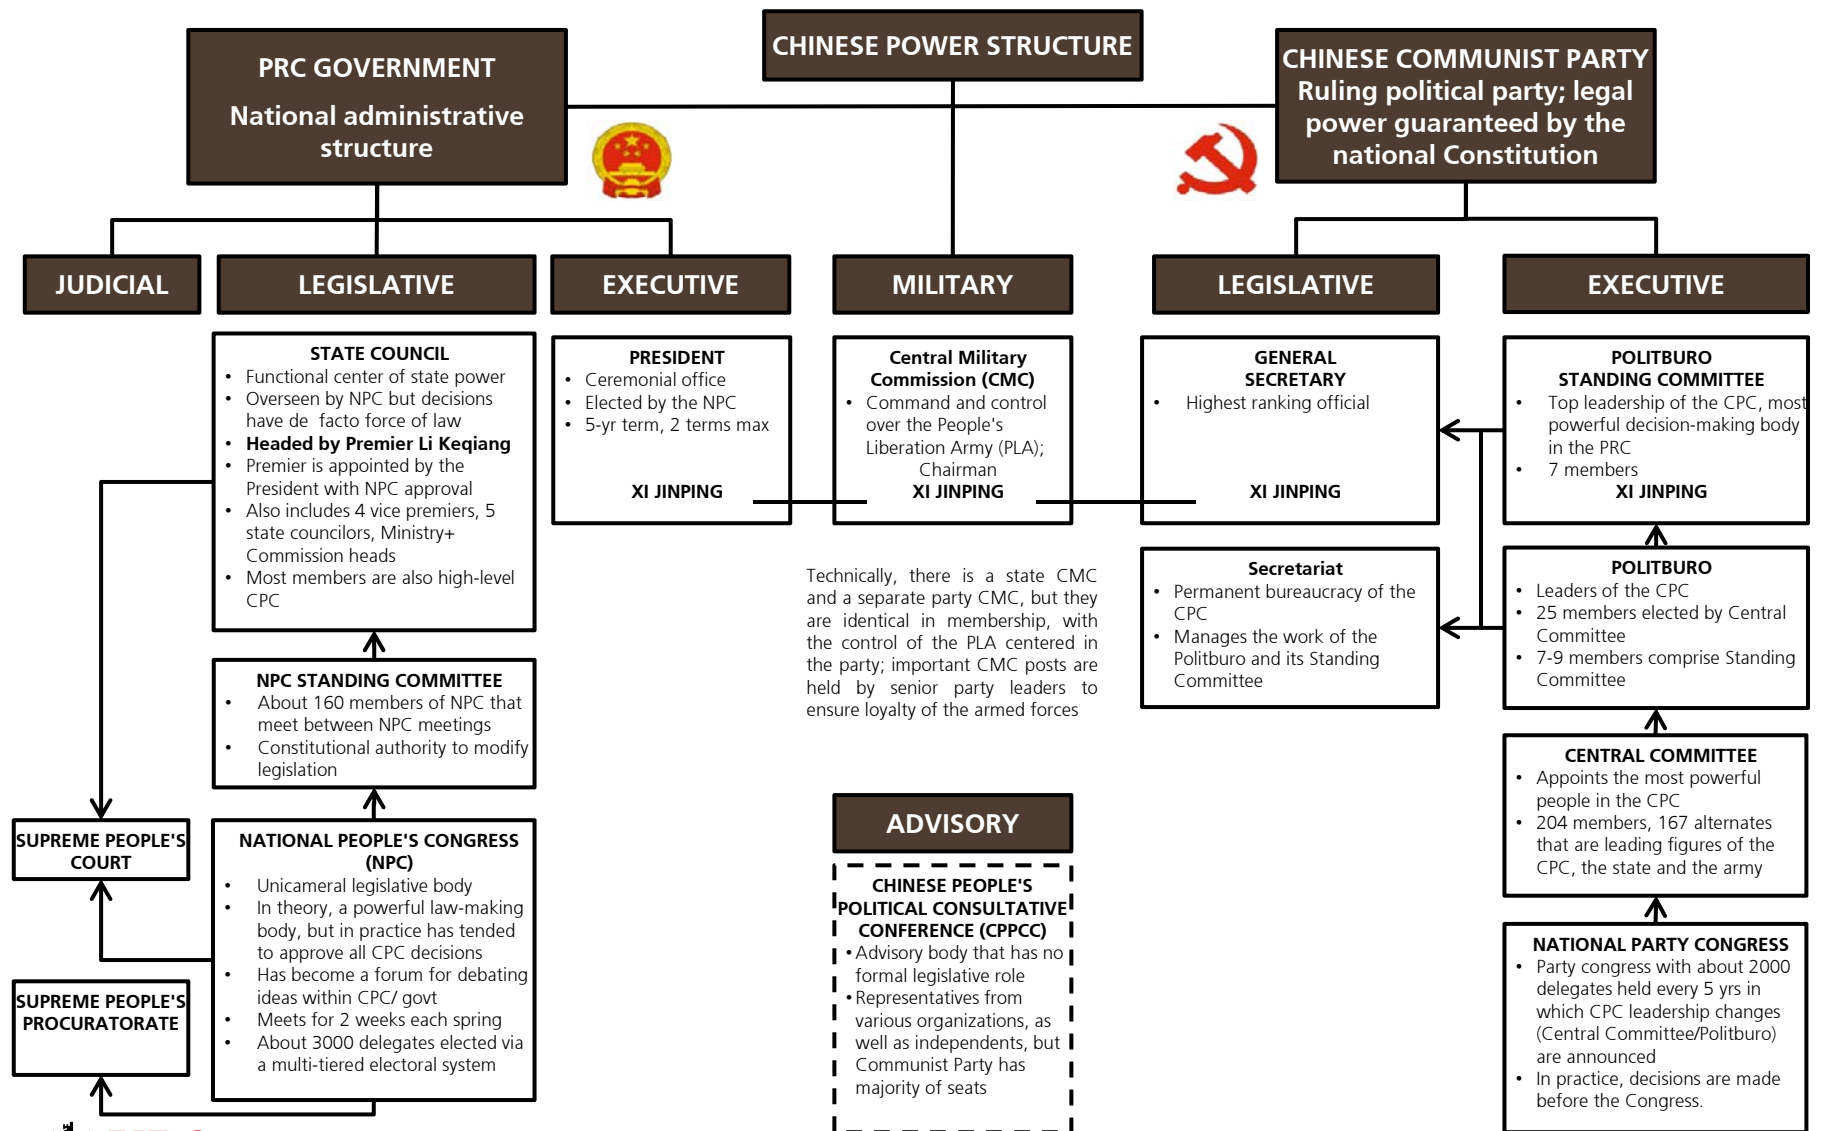 CHINESE POWER STRUCTURE
PRC GOVERNMENT
National administrative
structure
CHINESE COMMUNIST PARTY
Ruling political party; legal
power guaranteed by the
national Constitution
JUDICIAL
LEGISLATIVE
EXECUTIVE
MILITARY
LEGISLATIVE
EXECUTIVE
STATE COUNCIL
• Functional center of state power
• Overseen by NPC but decisions
have de facto force of law
• Headed by Premier Li Keqiang
• Premier is appointed by the
President with NPC approval
• Also includes 4 vice premiers, 5
state councilors, Ministry+
Commission heads
• Most members are also high-level
CPC
PRESIDENT
• Ceremonial office
• Elected by the NPC
• 5-yr term, 2 terms max
XI JINPING
Central Military
Commission (CMC)
• Command and control
over the People's
Liberation Army (PLA);
Chairman
XI JINPING
GENERAL
SECRETARY
• Highest ranking official
XI JINPING
POLITBURO
STANDING COMMITTEE
• Top leadership of the CPC, most
powerful decision-making body
in the PRC
• 7 members
XI JINPING
Technically, there is a state CMC
and a separate party CMC, but they
are identical in membership, with
the control of the PLA centered in
the party; important CMC posts are
held by senior party leaders to
ensure loyalty of the armed forces
Secretariat
• Permanent bureaucracy of the
CPC
• Manages the work of the
Politburo and its Standing
Committee
POLITBURO
• Leaders of the CPC
• 25 members elected by Central
Committee
• 7-9 members comprise Standing
Committee
NPC STANDING COMMITTEE
• About 160 members of NPC that
meet between NPC meetings
• Constitutional authority to modify
legislation
CENTRAL COMMITTEE
• Appoints the most powerful
people in the CPC
• 204 members, 167 alternates
that are leading figures of the
CPC, the state and the army
SUPREME PEOPLE'S
COURT
SUPREME PEOPLE'S
PROCURATORATE
NATIONAL PEOPLE'S CONGRESS
(NPC)
• Unicameral legislative body
• In theory, a powerful law-making
body, but in practice has tended
to approve all CPC decisions
• Has become a forum for debating
ideas within CPC/ govt
• Meets for 2 weeks each spring
• About 3000 delegates elected via
a multi-tiered electoral system
ADVISORY
CHINESE PEOPLE'S
POLITICAL CONSULTATIVE
CONFERENCE (CPPCC)
• Advisory body that has no
formal legislative role
• Representatives from
various organizations, as
well as independents, but
Communist Party has
majority of seats
NATIONAL PARTY CONGRESS
• Party congress with about 2000
delegates held every 5 yrs in
which CPC leadership changes
(Central Committee/Politburo)
are announced
• In practice, decisions are made
before the Congress.